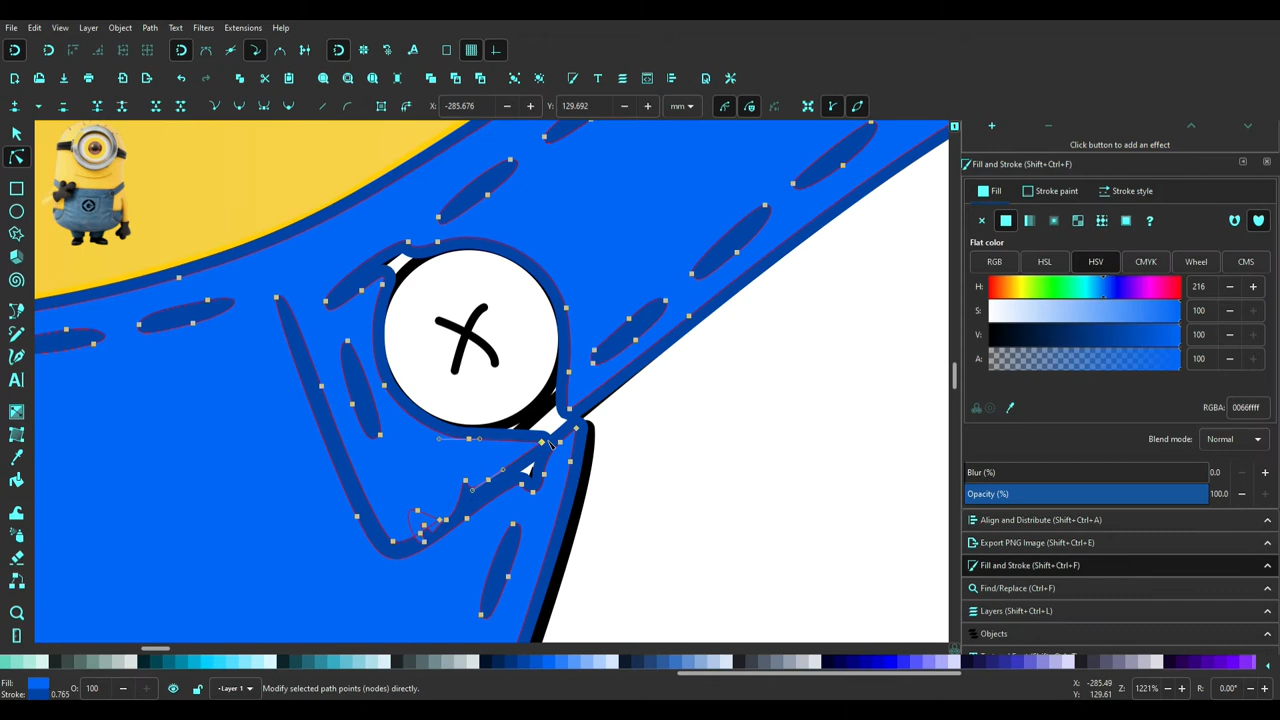 File Edit View Layer Object Path Text Filters Extensions Help
X: -285.676 Y: 129.692 mm
Click button to add an effect
Fill and Stroke (Shift+Ctrl+F)
Fill Stroke paint Stroke style
Flat color
RGB HSL HSV CMYK Wheel CMS
H: 216
S: 100
V: 100
A: 100
RGBA: 0066ffff
Blend mode: Normal
Blur (%) 0.0
Opacity (%) 100.0
Align and Distribute (Shift+Ctrl+A)
Export PNG Image (Shift+Ctrl+E)
Fill and Stroke (Shift+Ctrl+F)
Find/Replace (Ctrl+F)
Layers (Shift+Ctrl+L)
Objects
Fill:
Stroke: 0.765
O: 100
Layer 1
Modify selected path points (nodes) directly.
X: -285.49
Y: 129.61
Z: 1221%
R: 0.00°